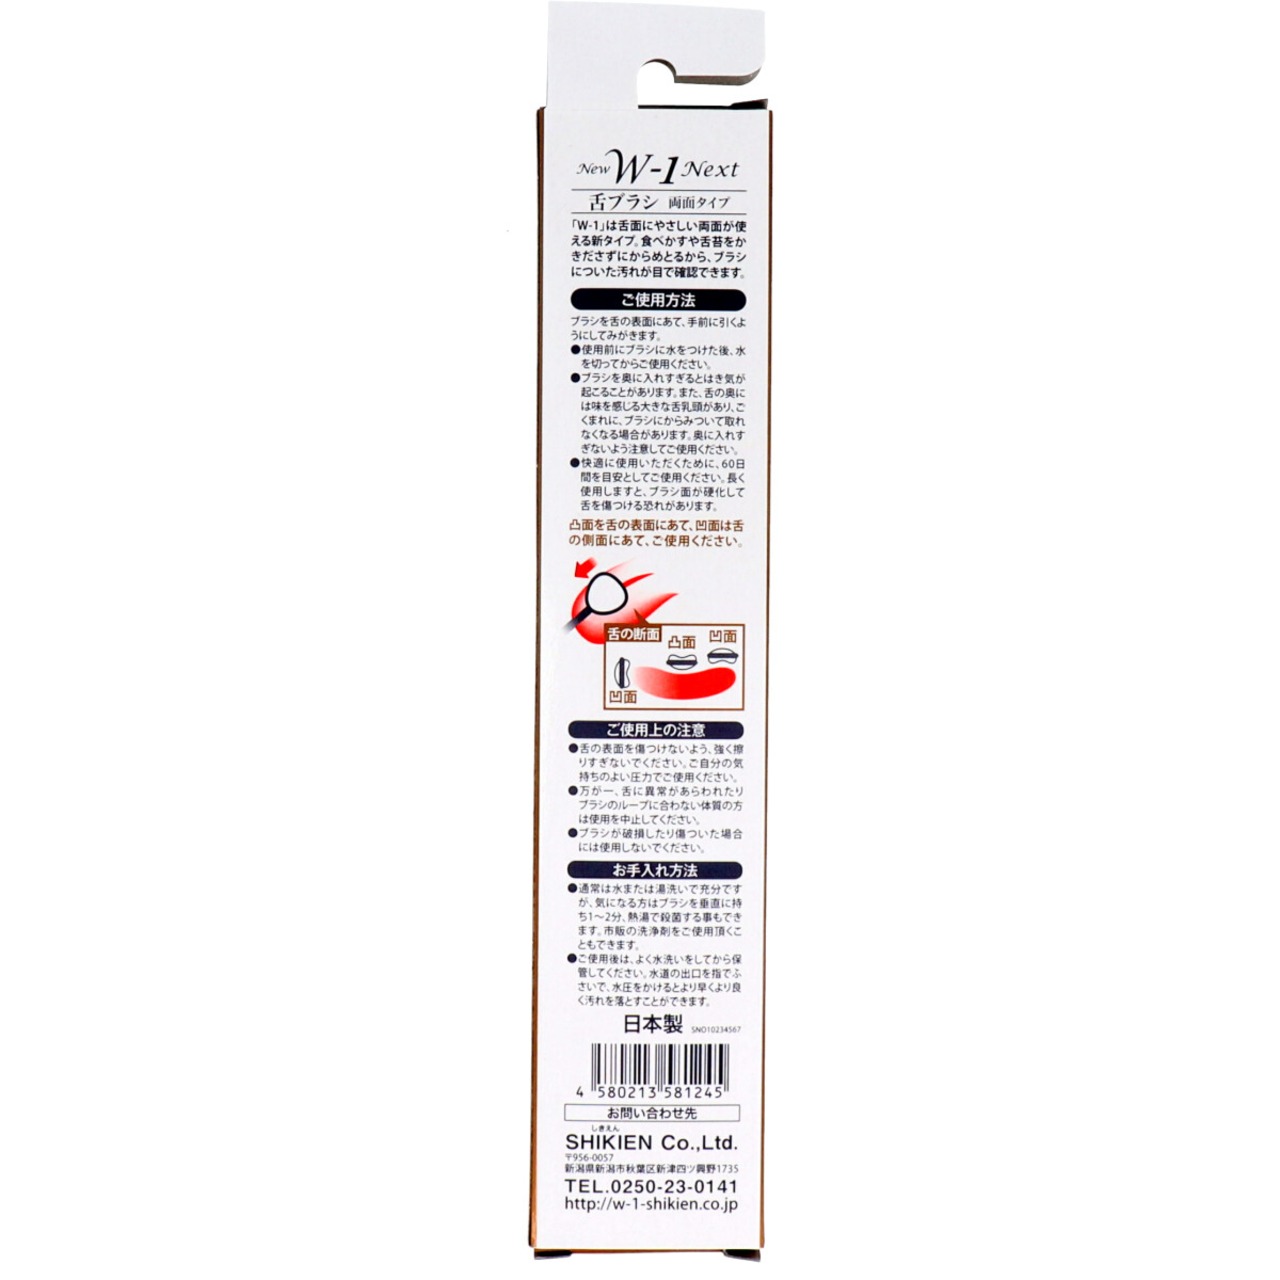 New W-1 Next
舌ブラシ 両面タイプ
「W-1」は舌面にやさしい両面が使
える新タイプ。食べかすや舌苔をか
きださずにからめとるから、ブラシ
についた汚れが目で確認できます。
ご使用方法
ブラシを舌の表面にあて、手前に引くよ
うにしてみがきます。
●使用前にブラシに水をつけた後、水
を切ってからご使用ください。
●ブラシを奥に入れすぎるとはき気が
起こることがあります。また、舌の奥に
は味を感じる大きな舌乳頭があり、ご
くまれに、ブラシにからみついて取れ
なくなる場合があります。奥に入れす
ぎないよう注意してご使用ください。
●快適に使用いただくために、60日
間を目安としてご使用ください。長く
使用しますと、ブラシ面が硬化して
舌を傷つける恐れがあります。
凸面を舌の表面にあて、凹面は舌
の側面にあて、ご使用ください。
舌の断面
凸面 凹面
凹面
ご使用上の注意
●舌の表面を傷つけないよう、強く擦
りすぎないでください。ご自分の気
持ちのよい圧力でご使用ください。
●万が一、舌に異常があらわれたり
ブラシのループに合わない体質の方
は使用を中止してください。
●ブラシが破損したり傷ついた場合
には使用しないでください。
お手入れ方法
●通常は水または湯洗いで充分です
が、気になる方はブラシを垂直に持
ち1〜2分、熱湯で殺菌する事もでき
ます。市販の洗浄剤をご使用頂くこ
ともできます。
●ご使用後は、よく水洗いをしてから保
管してください。水道の出口を指でふ
さいで、水圧をかけるとより早くより良
く汚れを落とすことができます。
日本製 SNO10234567
4 580213 581245
お問い合わせ先
しきえん
SHIKIEN Co.,Ltd.
〒956-0057
新潟県新潟市秋葉区新津四ツ興野1735
TEL.0250-23-0141
http://w-1-shikien.co.jp